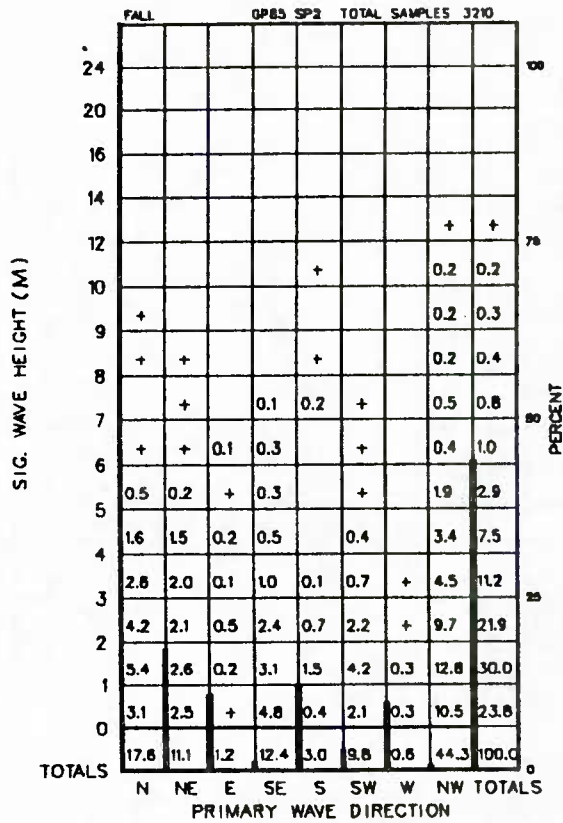 FALL GP85 SP2 TOTAL SAMPLES 3210
24 100
20
16
14
+ +
12 75
+ 0.2 0.2
10
+ 0.2 0.3
9
+ + + 0.2 0.4
8
+ 0.1 0.2 + 0.5 0.8
7 50
+ + 0.1 0.3 + 0.4 1.0
6
0.5 0.2 + 0.3 + 1.9 2.9
5
1.6 1.5 0.2 0.5 0.4 3.4 7.5
4
2.6 2.0 0.1 1.0 0.1 0.7 + 4.5 11.2
3 25
4.2 2.1 0.5 2.4 0.7 2.2 + 9.7 21.9
2
5.4 2.6 0.2 3.1 1.5 4.2 0.3 12.8 30.0
1
3.1 2.5 + 4.8 0.4 2.1 0.3 10.5 23.8
0
17.6 11.1 1.2 12.4 3.0 9.8 0.6 44.3 100.0
TOTALS 0
N NE E SE S SW W NW TOTALS
PRIMARY WAVE DIRECTION
SIG. WAVE HEIGHT (M)
PERCENT